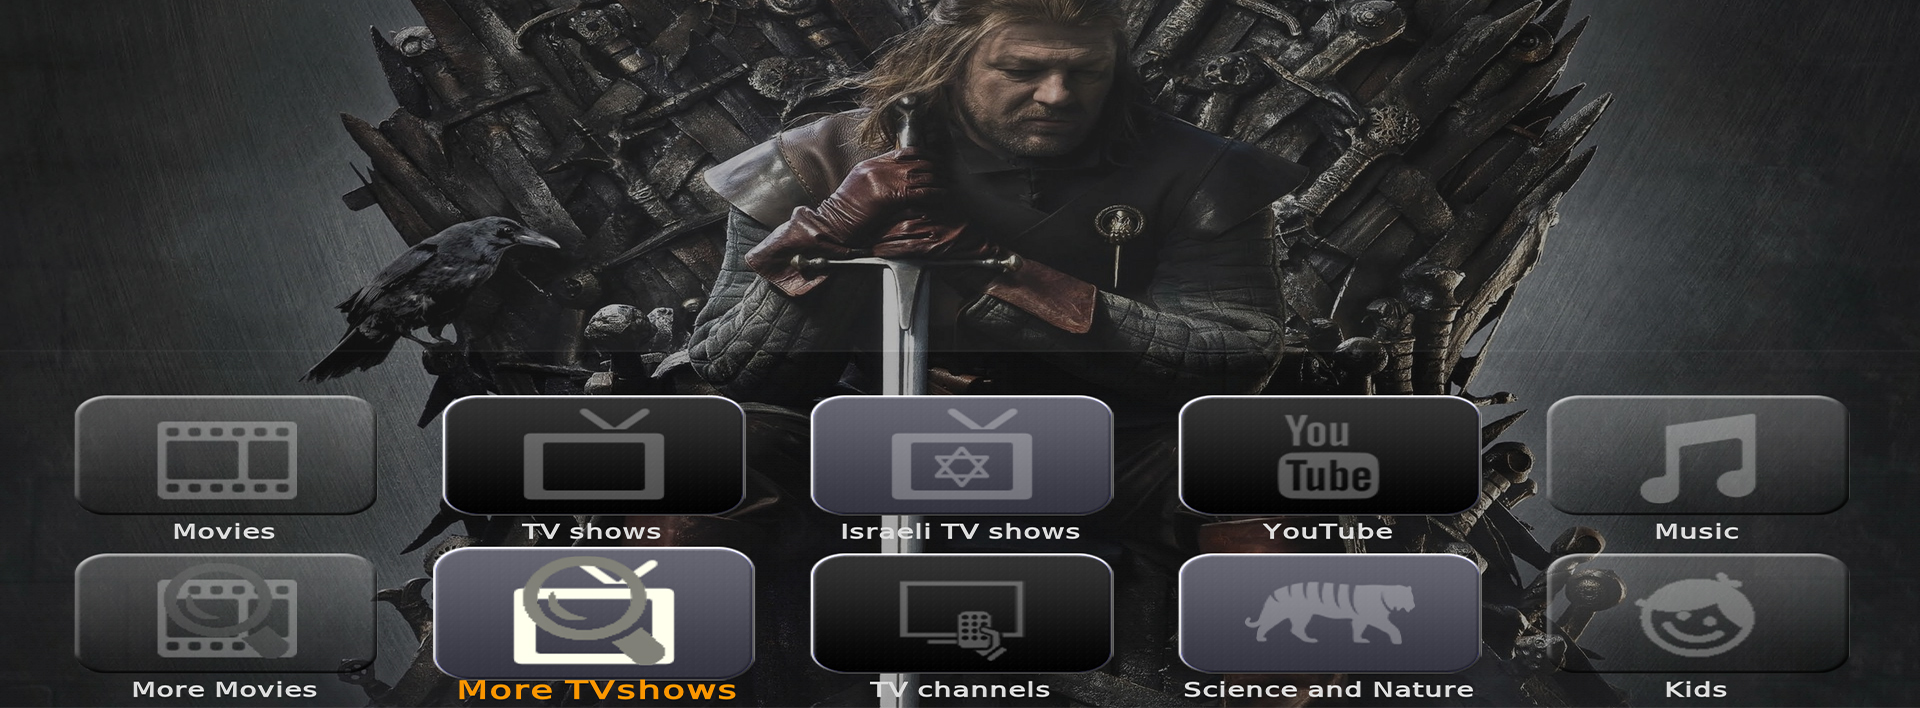 You
Tube
Movies
TV shows
Israeli TV shows
YouTube
Music
More Movies
More TVshows
TV channels
Science and Nature
Kids